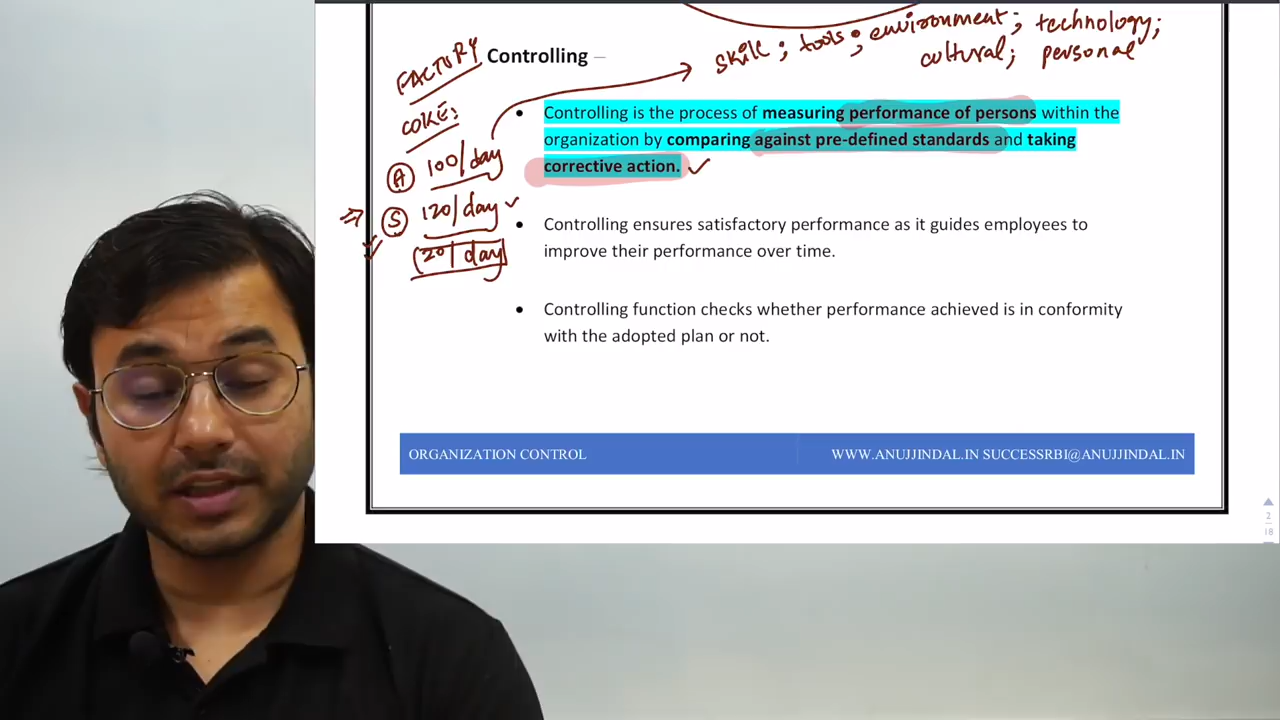 skill ; tools ; environment ; technology ;
cultural ; personal
FACTORY
Controlling –
COKE:
• Controlling is the process of measuring performance of persons within the
organization by comparing against pre-defined standards and taking
corrective action.
A 100/day
S 120/day
20/day
• Controlling ensures satisfactory performance as it guides employees to
improve their performance over time.
• Controlling function checks whether performance achieved is in conformity
with the adopted plan or not.
ORGANIZATION CONTROL WWW.ANUJJINDAL.IN SUCCESSRBI@ANUJJINDAL.IN
2
18